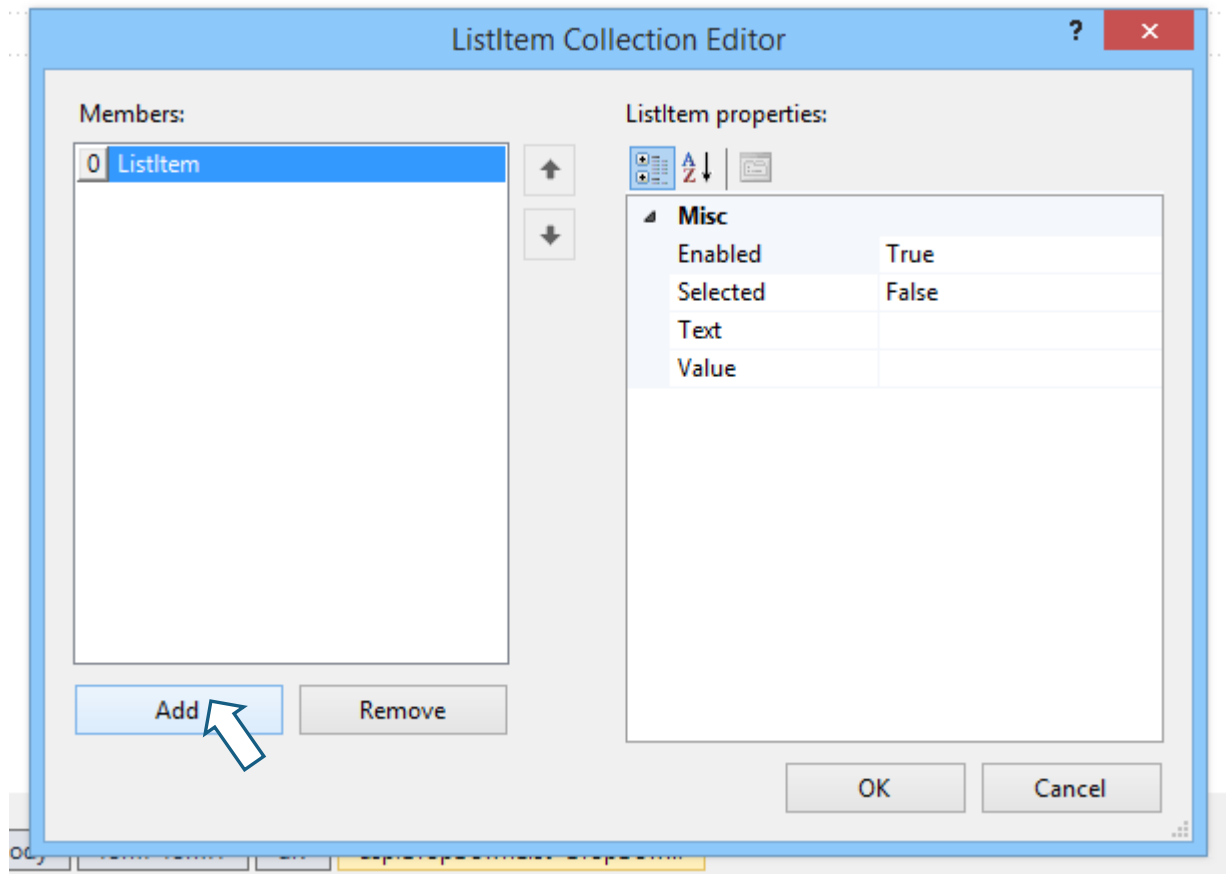 ListItem Collection Editor
?
Members:
ListItem properties:
0 ListItem
A
Z
Misc
Enabled True
Selected False
Text
Value
Add
Remove
OK
Cancel